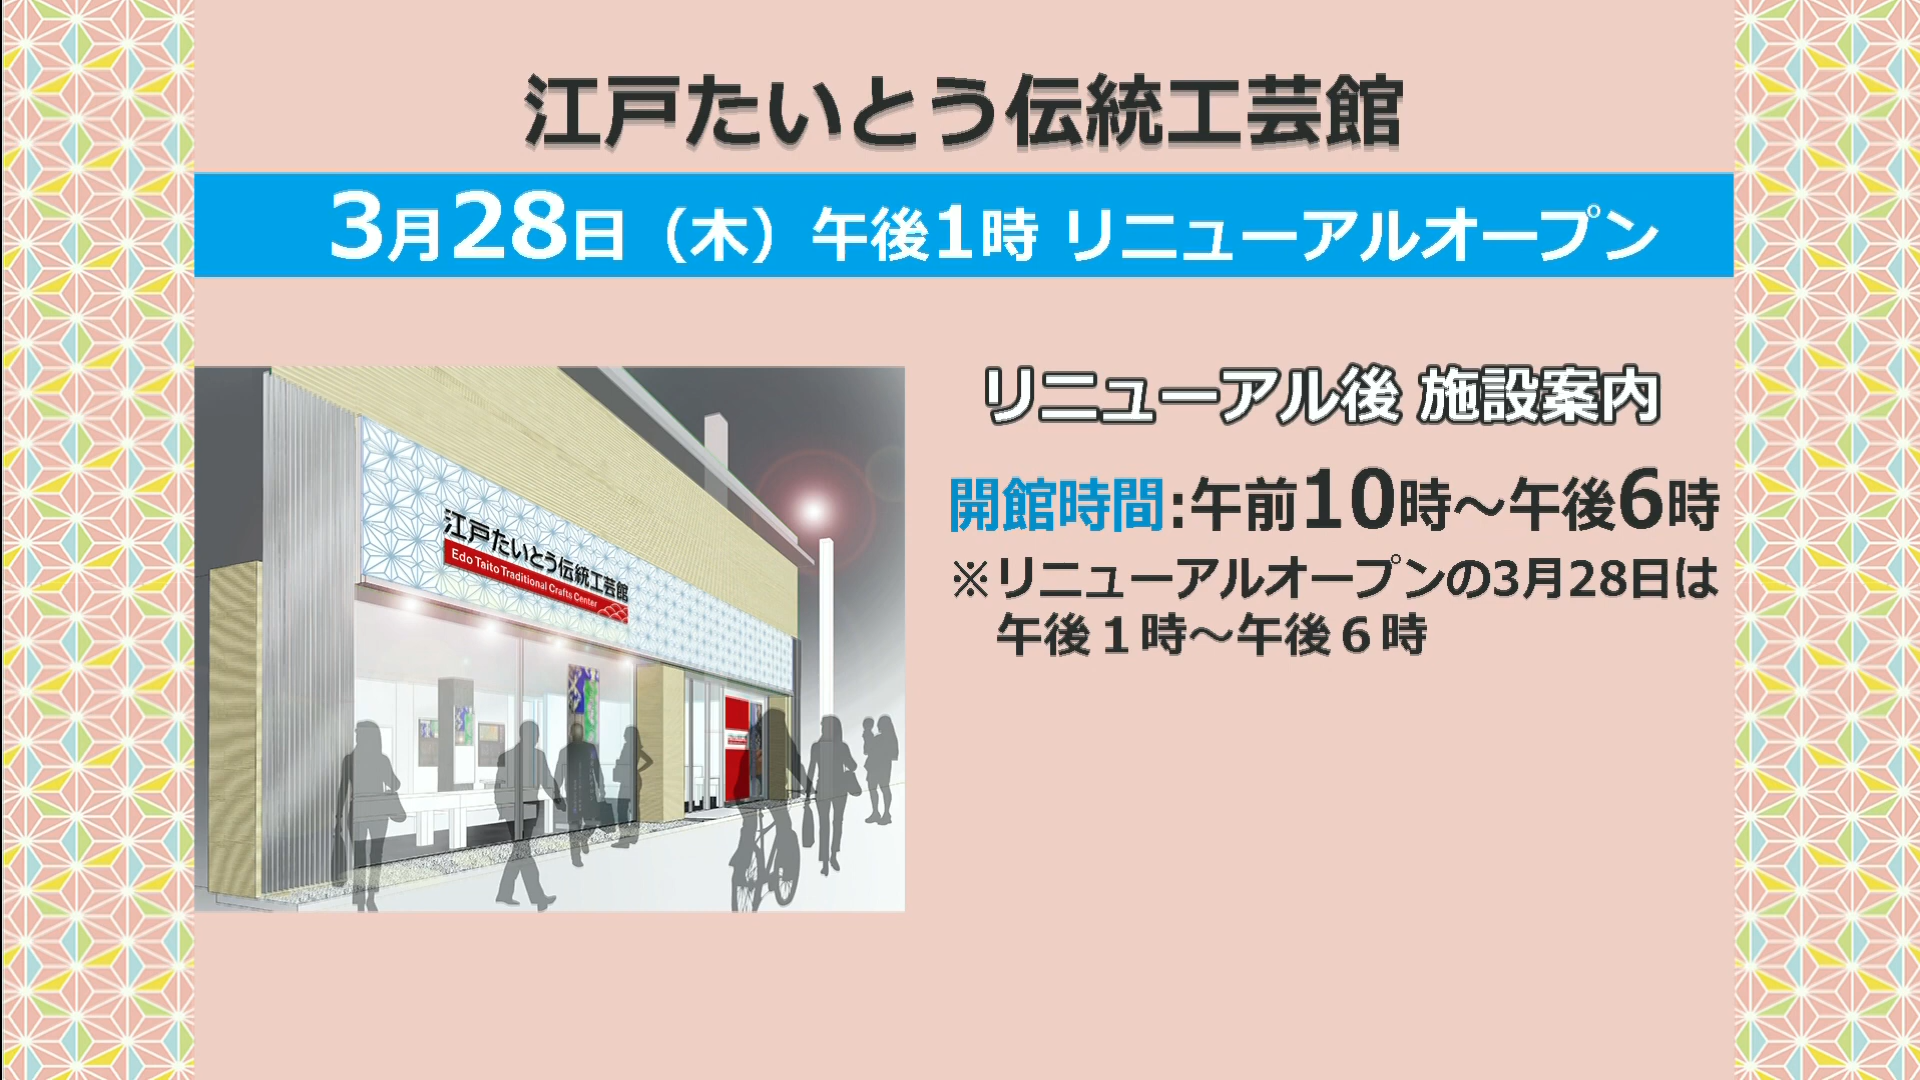 江戸たいとう伝統工芸館
3月28日（木）午後1時 リニューアルオープン
リニューアル後 施設案内
開館時間:午前10時～午後6時
※リニューアルオープンの3月28日は
午後１時～午後６時
江戸たいとう伝統工芸館
Edo Taito Traditional Crafts Center